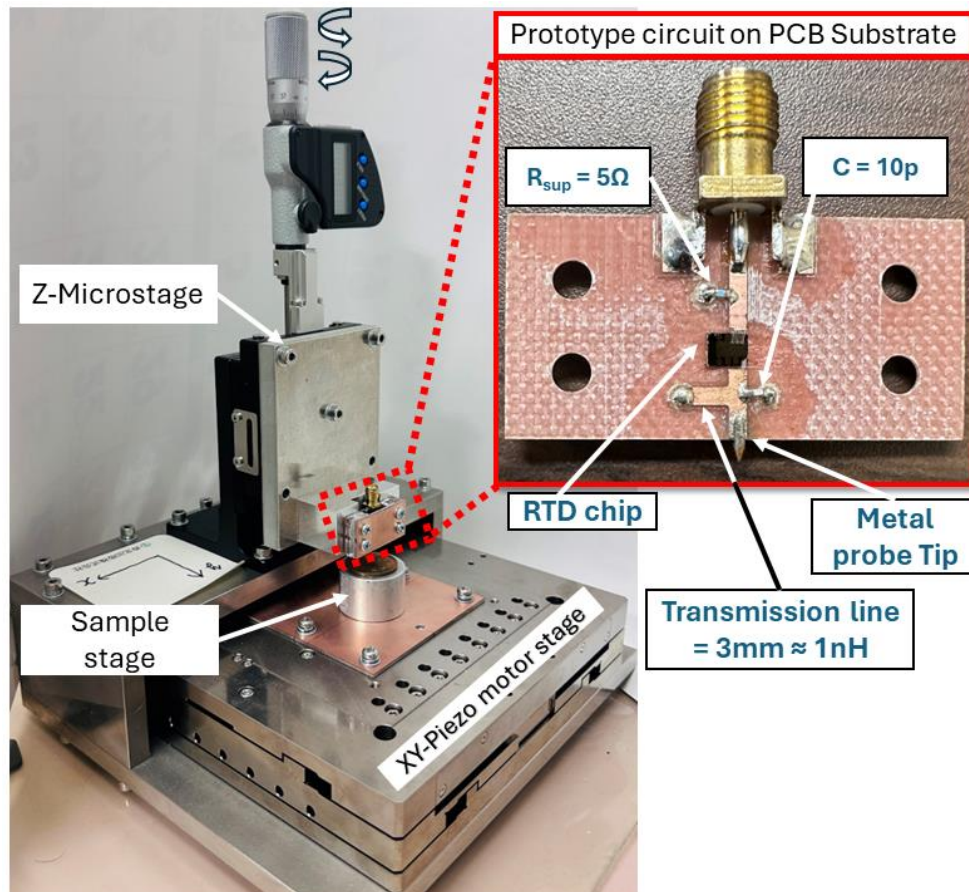 Prototype circuit on PCB Substrate
Rsup = 5Ω
C = 10p
Z-Microstage
RTD chip
Metal
probe Tip
Transmission line
= 3mm ≈ 1nH
Sample
stage
XY-Piezo motor stage